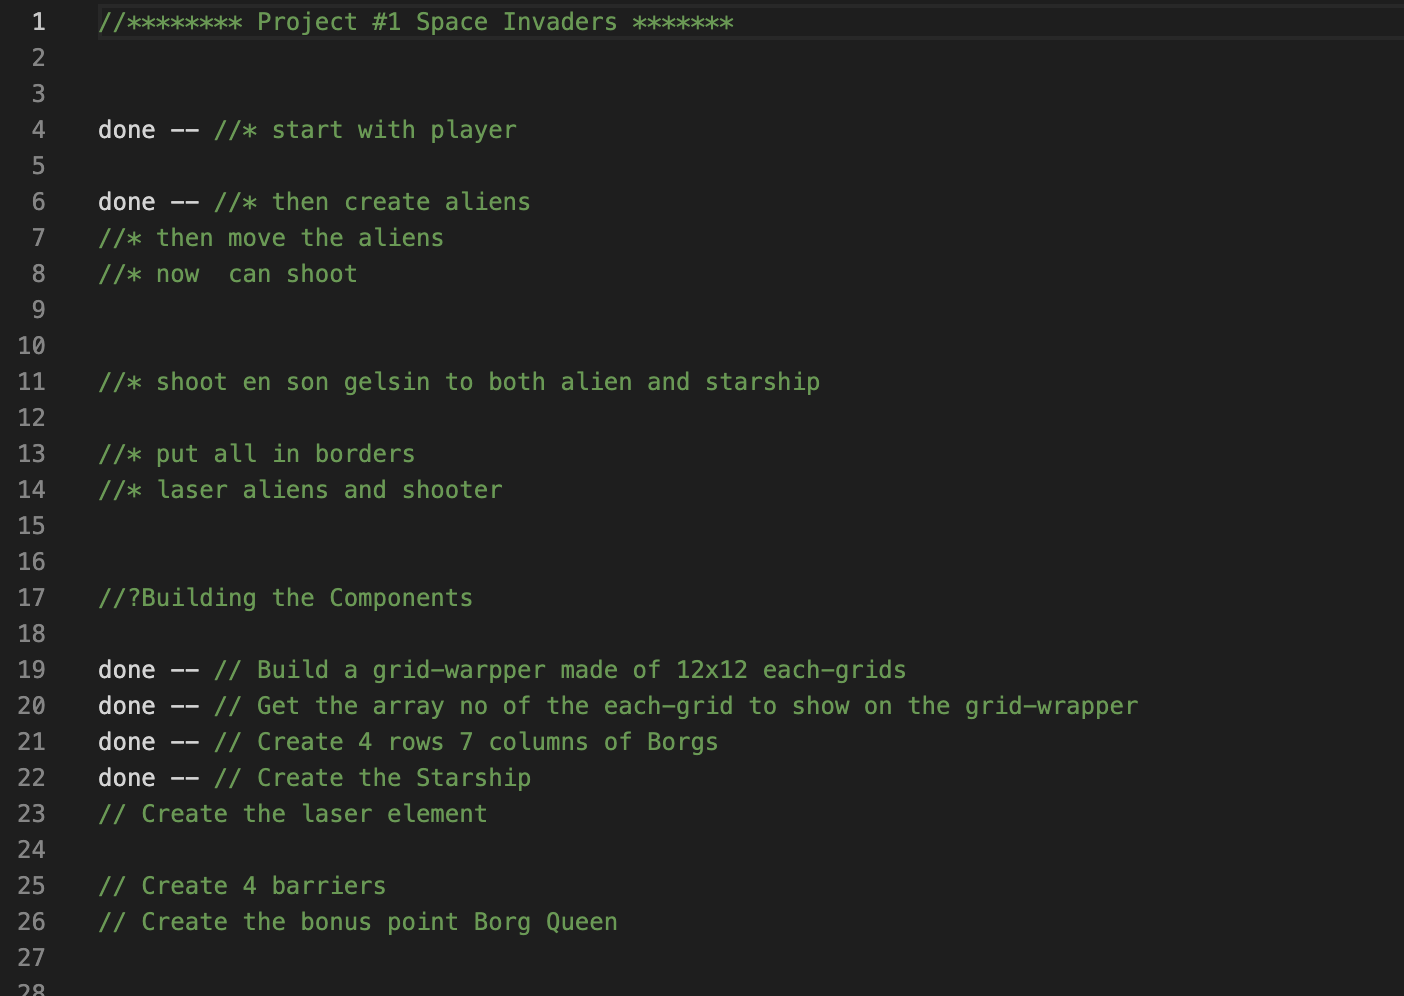 1 //******** Project #1 Space Invaders *******
2
3
4 done -- //* start with player
5
6 done -- //* then create aliens
7 //* then move the aliens
8 //* now  can shoot
9
10
11 //* shoot en son gelsin to both alien and starship
12
13 //* put all in borders
14 //* laser aliens and shooter
15
16
17 //?Building the Components
18
19 done -- // Build a grid-warpper made of 12x12 each-grids
20 done -- // Get the array no of the each-grid to show on the grid-wrapper
21 done -- // Create 4 rows 7 columns of Borgs
22 done -- // Create the Starship
23 // Create the laser element
24
25 // Create 4 barriers
26 // Create the bonus point Borg Queen
27
28